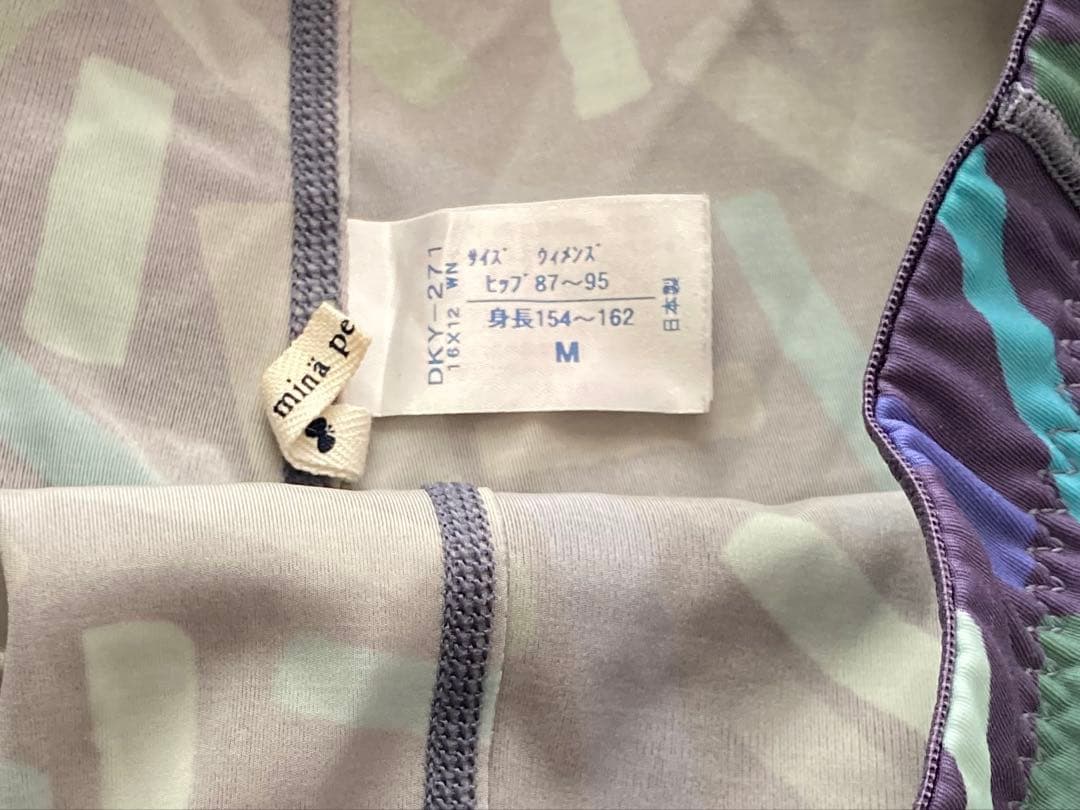 サイズ ウィメンズ
ヒップ 87〜95
身長154〜162
M
DKY-271
16X12 WN
日本製
minä pe